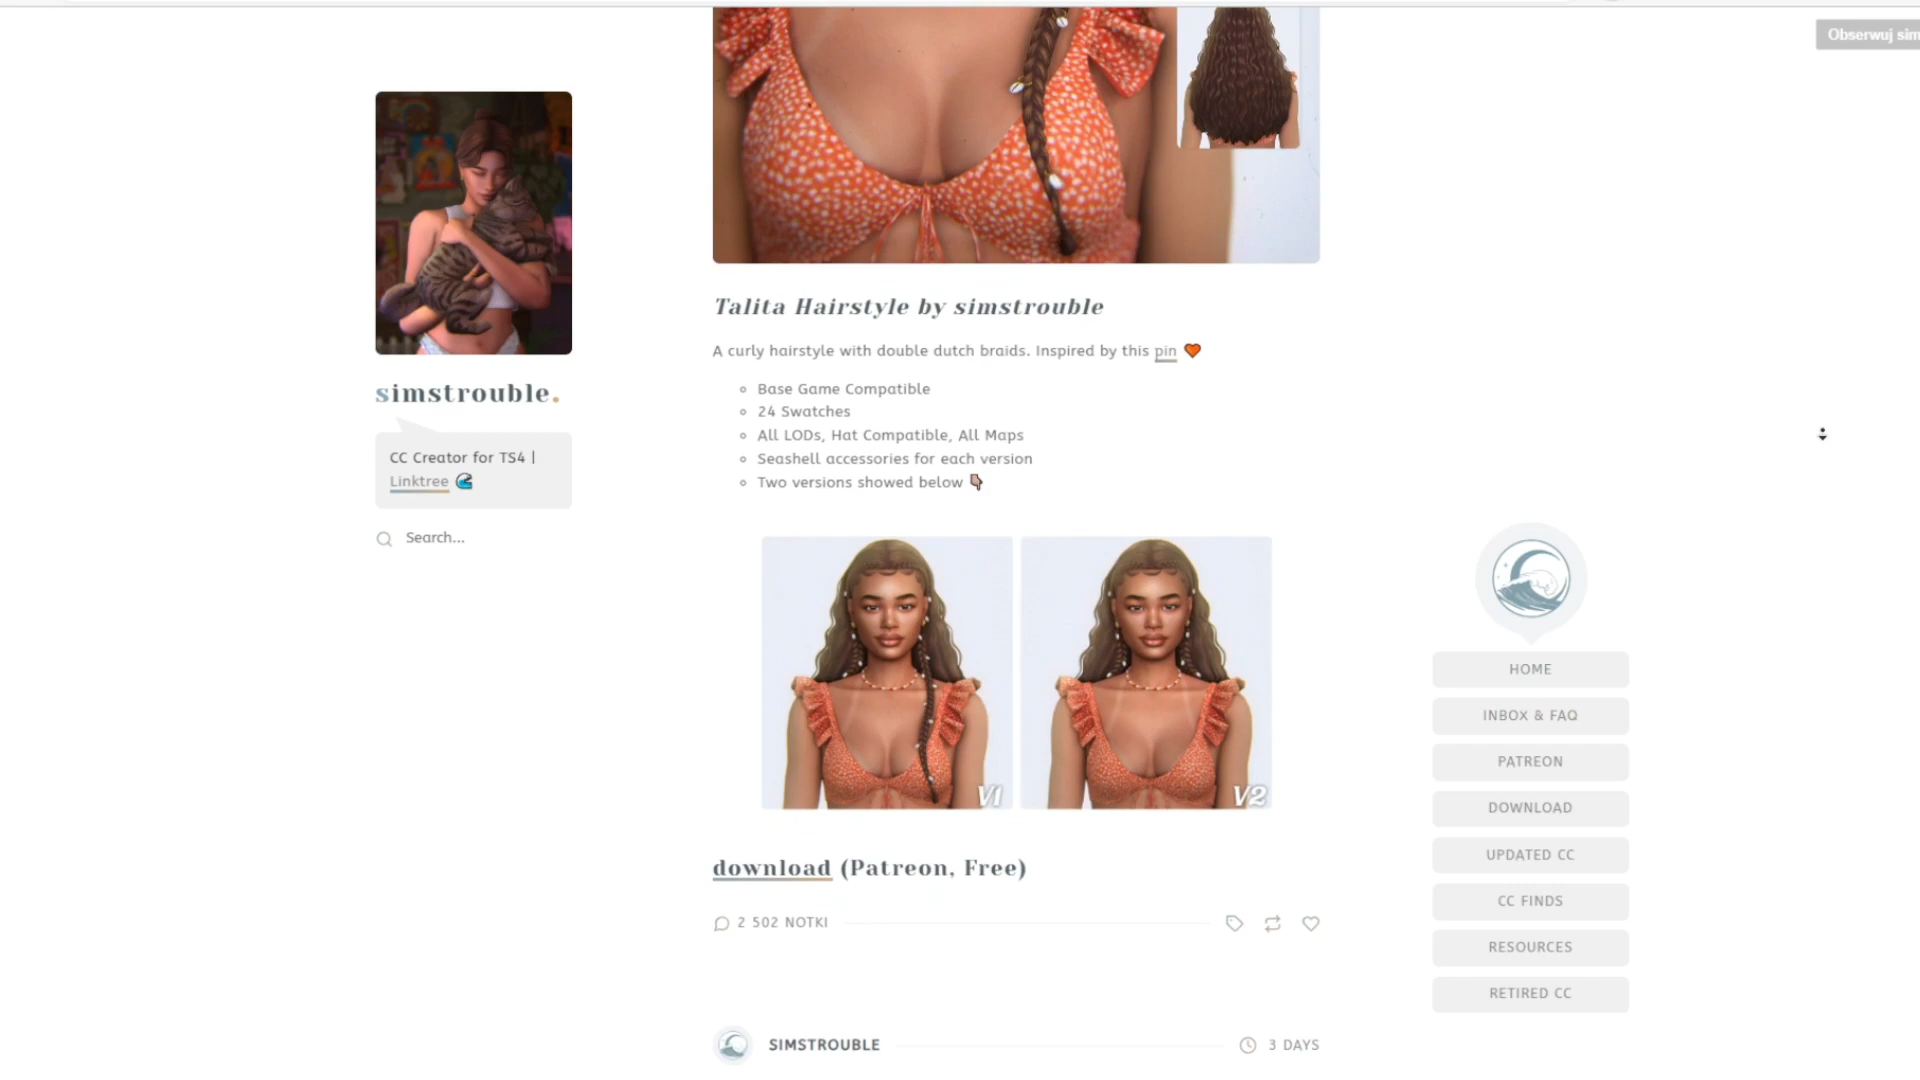 Obserwuj sim
simstrouble.
CC Creator for TS4 |
Linktree
Search...
Talita Hairstyle by simstrouble
A curly hairstyle with double dutch braids. Inspired by this pin
Base Game Compatible
24 Swatches
All LODs, Hat Compatible, All Maps
Seashell accessories for each version
Two versions showed below
V1
V2
download (Patreon, Free)
2 502 NOTKI
SIMSTROUBLE
3 DAYS
HOME
INBOX & FAQ
PATREON
DOWNLOAD
UPDATED CC
CC FINDS
RESOURCES
RETIRED CC